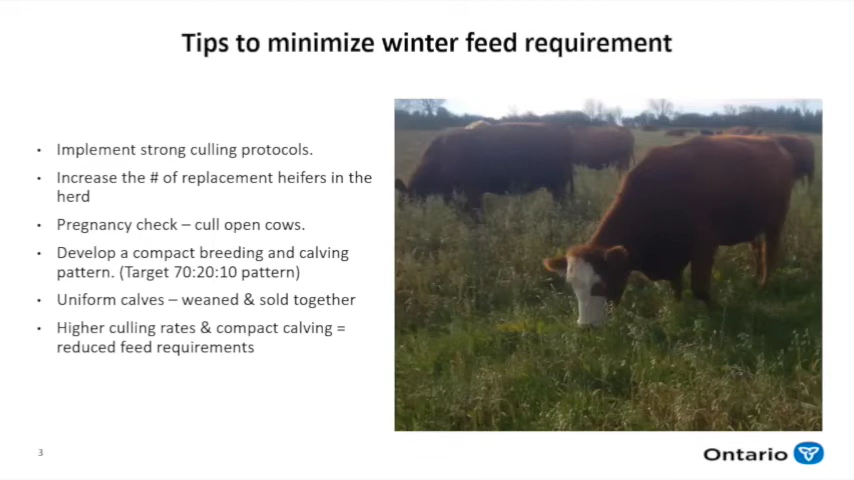 Tips to minimize winter feed requirement
• Implement strong culling protocols.
• Increase the # of replacement heifers in the
herd
• Pregnancy check – cull open cows.
• Develop a compact breeding and calving
pattern. (Target 70:20:10 pattern)
• Uniform calves – weaned & sold together
• Higher culling rates & compact calving =
reduced feed requirements
3
Ontario